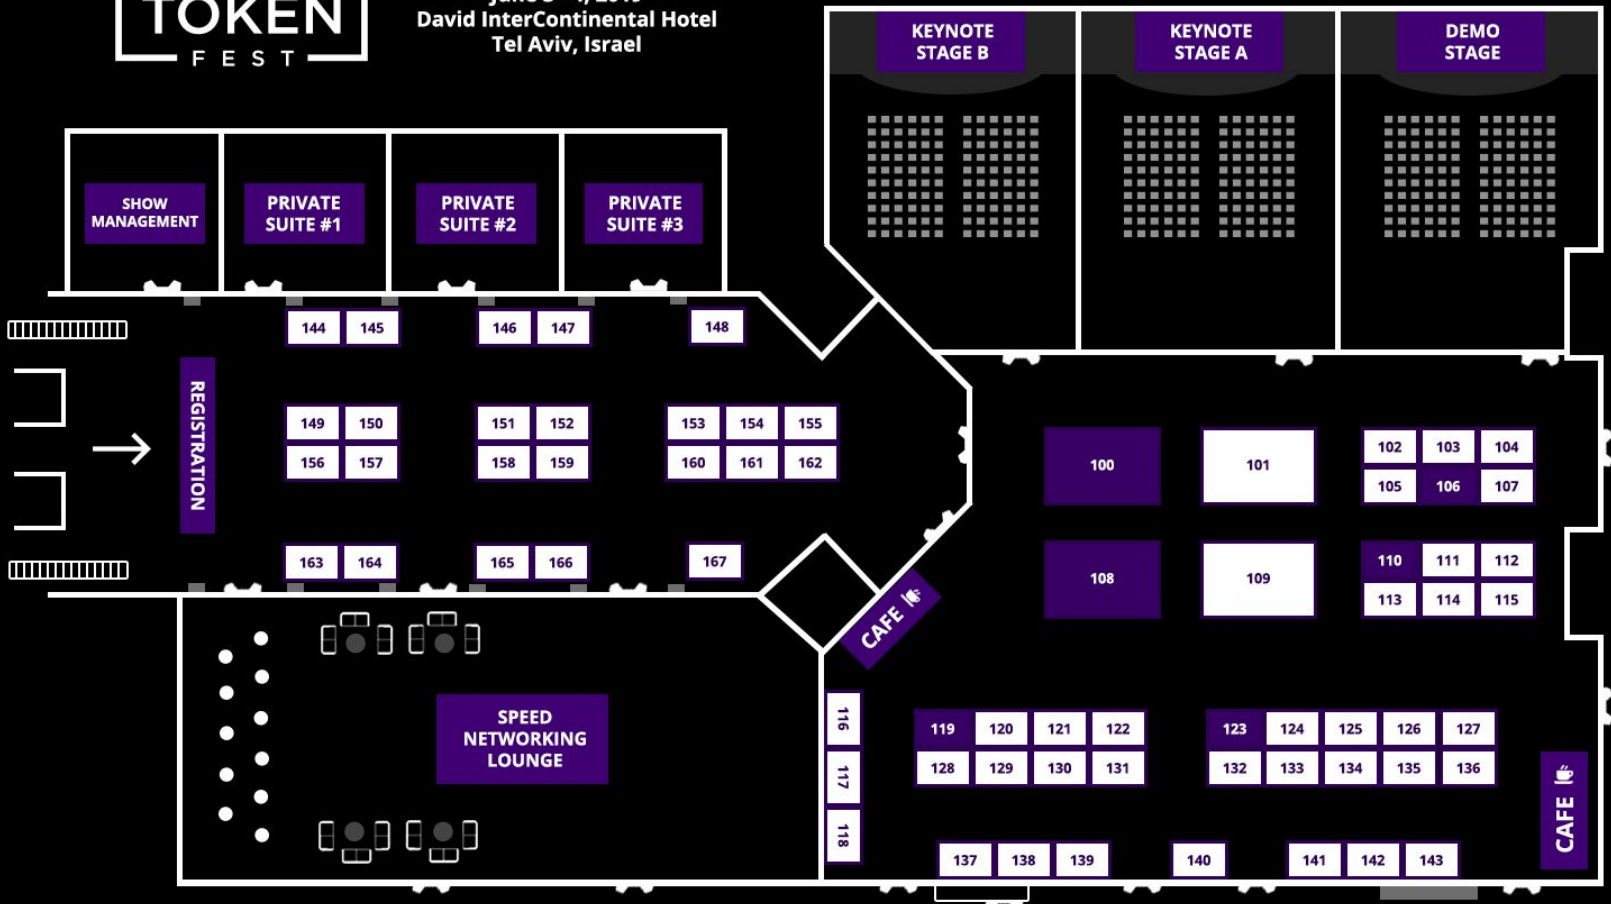 TOKEN
FEST
David InterContinental Hotel
Tel Aviv, Israel
KEYNOTE
STAGE B
KEYNOTE
STAGE A
DEMO
STAGE
SHOW
MANAGEMENT
PRIVATE
SUITE #1
PRIVATE
SUITE #2
PRIVATE
SUITE #3
144 145 146 147 148
REGISTRATION
149 150 151 152 153 154 155
156 157 158 159 160 161 162
163 164 165 166 167
100 101 102 103 104
105 106 107
108 109 110 111 112
113 114 115
CAFE
SPEED
NETWORKING
LOUNGE
116
117
118
119 120 121 122 123 124 125 126 127
128 129 130 131 132 133 134 135 136
CAFE
137 138 139 140 141 142 143